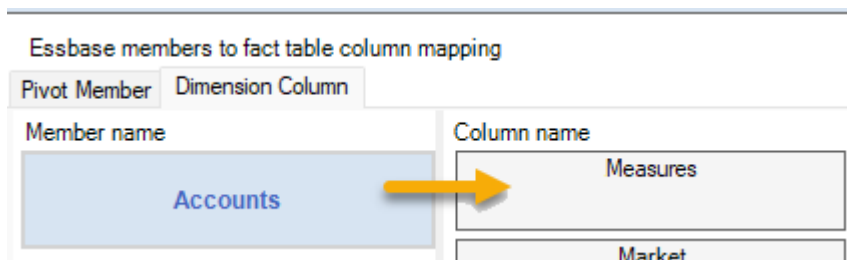 Essbase members to fact table column mapping
Pivot Member Dimension Column
Member name Column name
Accounts Measures
Market